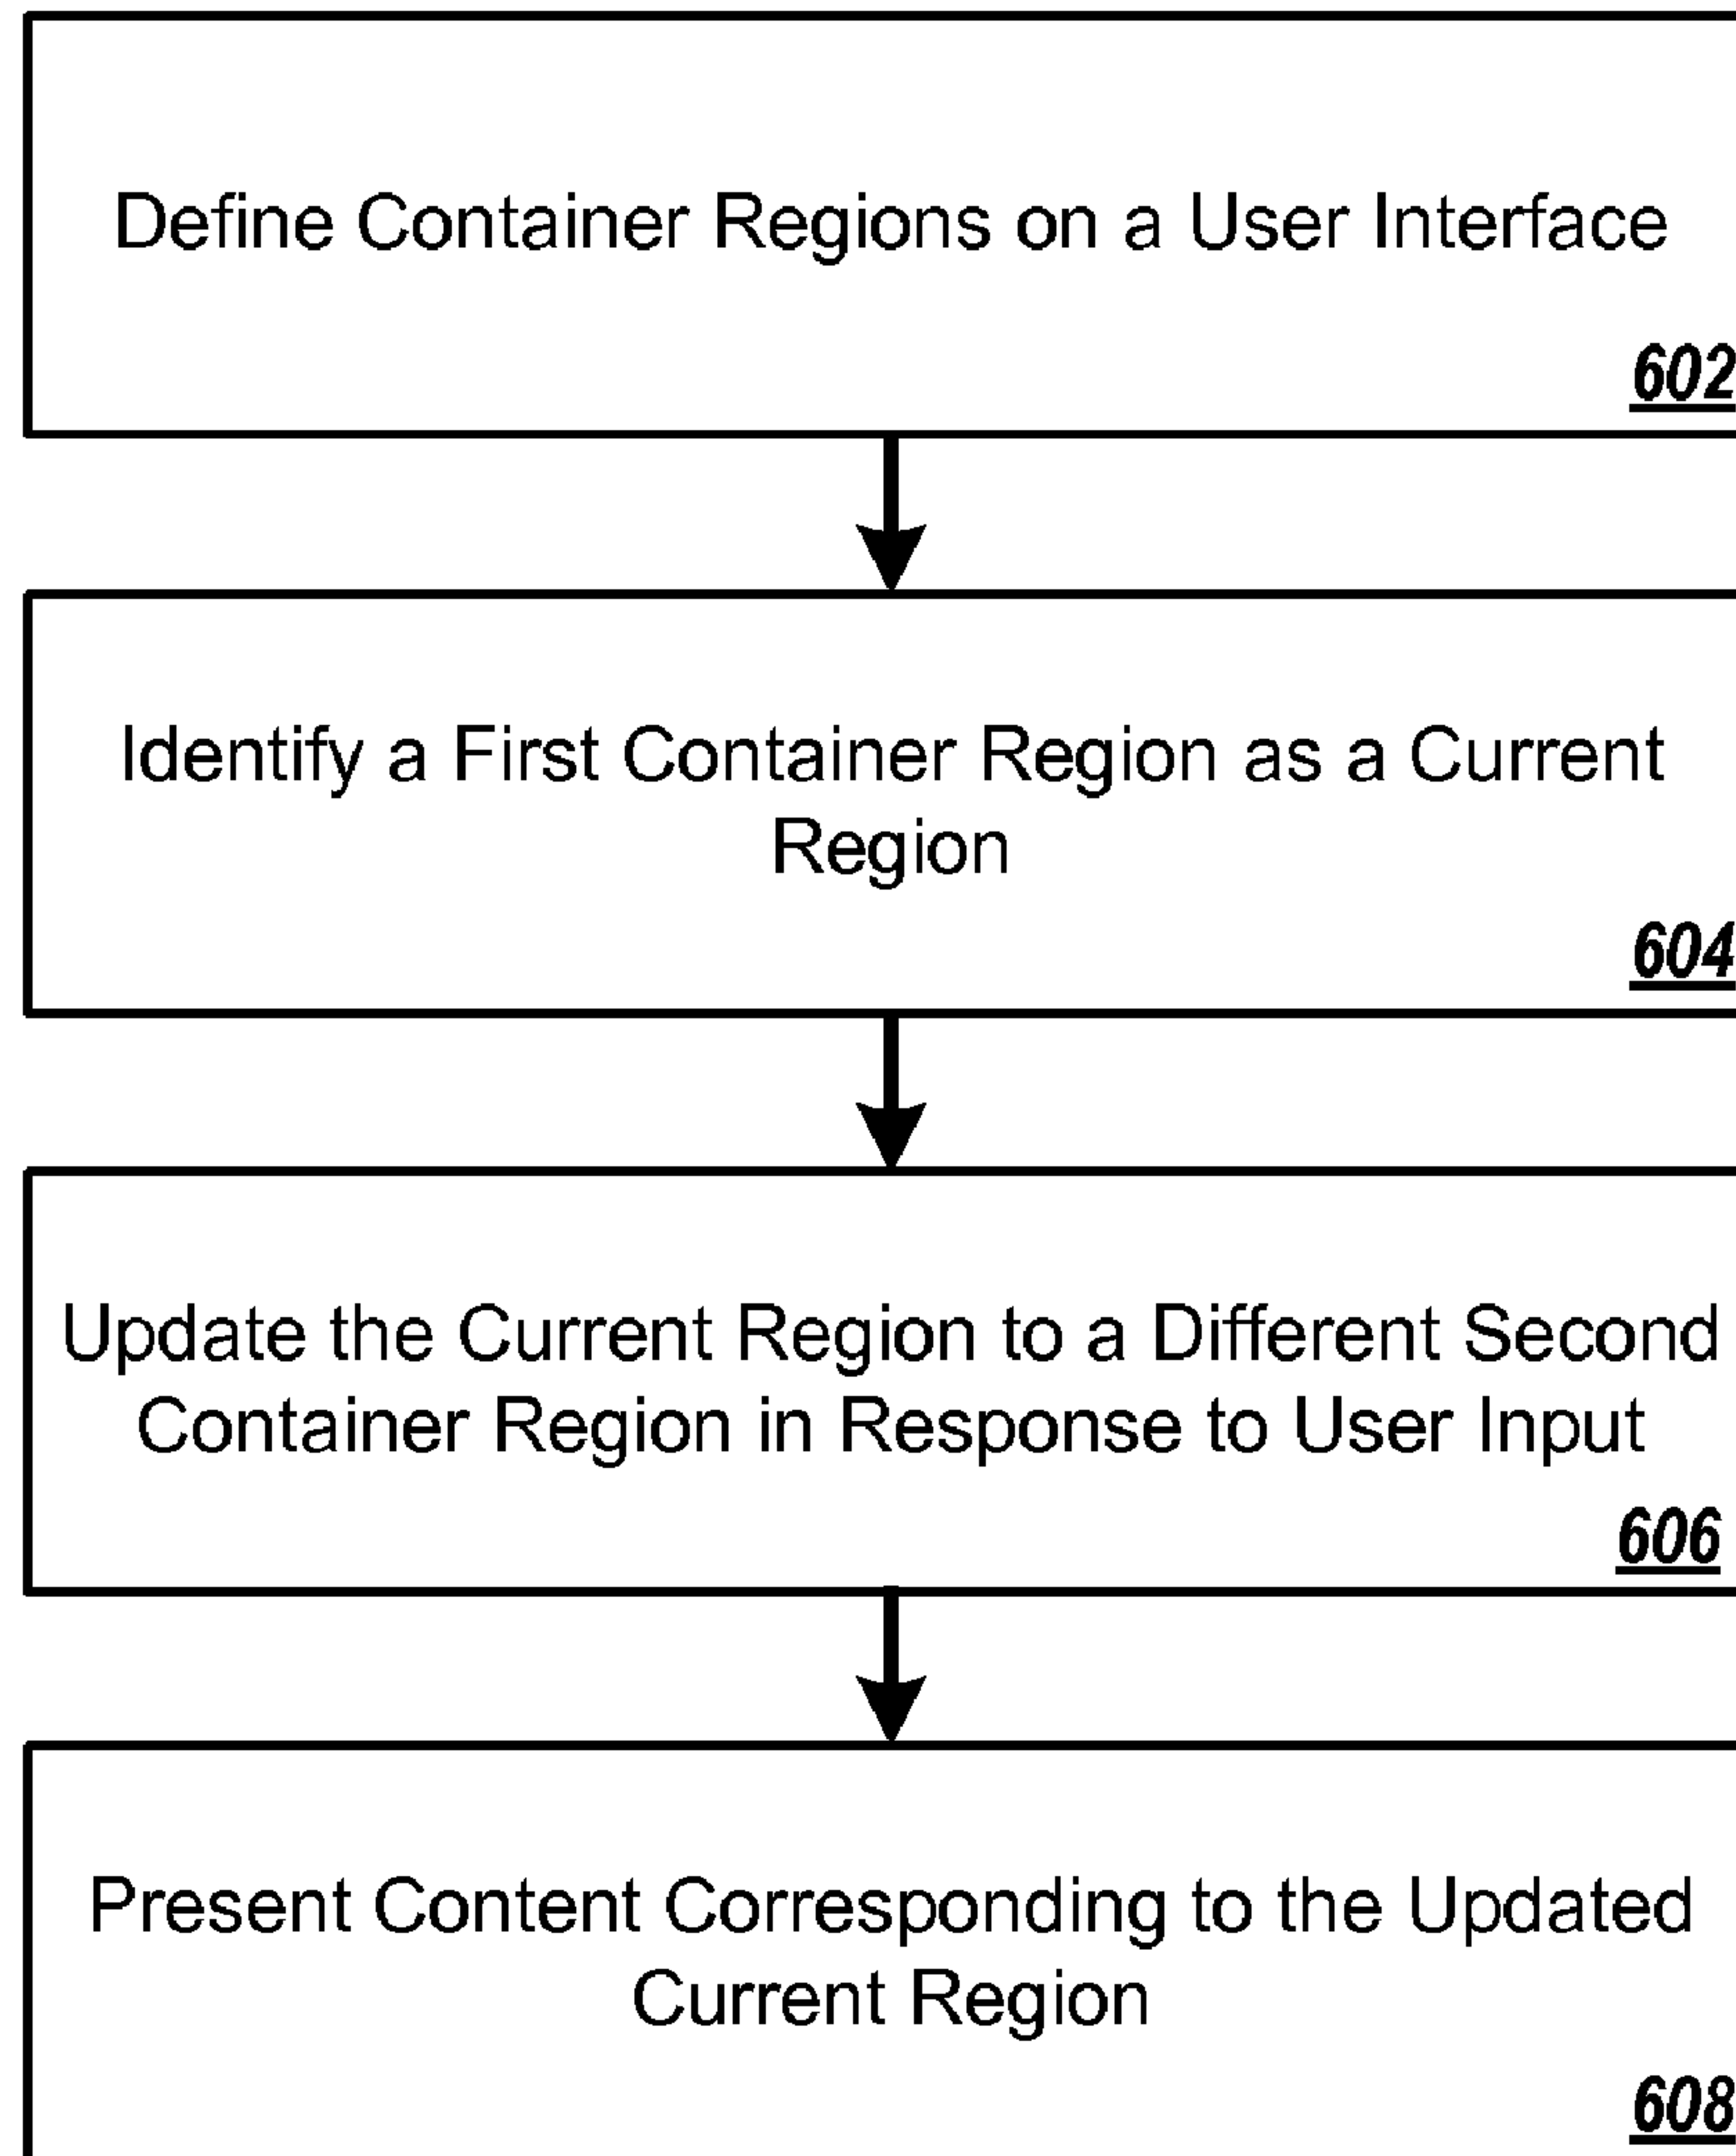 Define Container Regions on a User Interface
602
Identify a First Container Region as a Current
Region
604
Update the Current Region to a Different Second
Container Region in Response to User Input
606
Present Content Corresponding to the Updated
Current Region
608